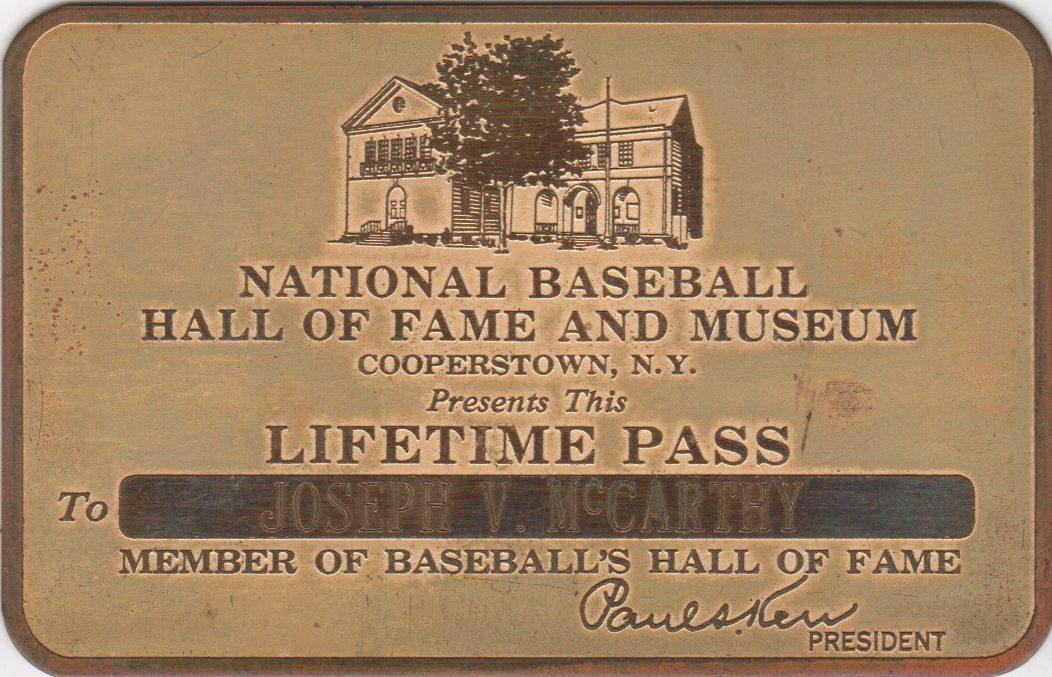 NATIONAL BASEBALL
HALL OF FAME AND MUSEUM
COOPERSTOWN, N.Y.
Presents This
LIFETIME PASS
To JOSEPH V. McCARTHY
MEMBER OF BASEBALL'S HALL OF FAME
Paul S. Kerr
PRESIDENT